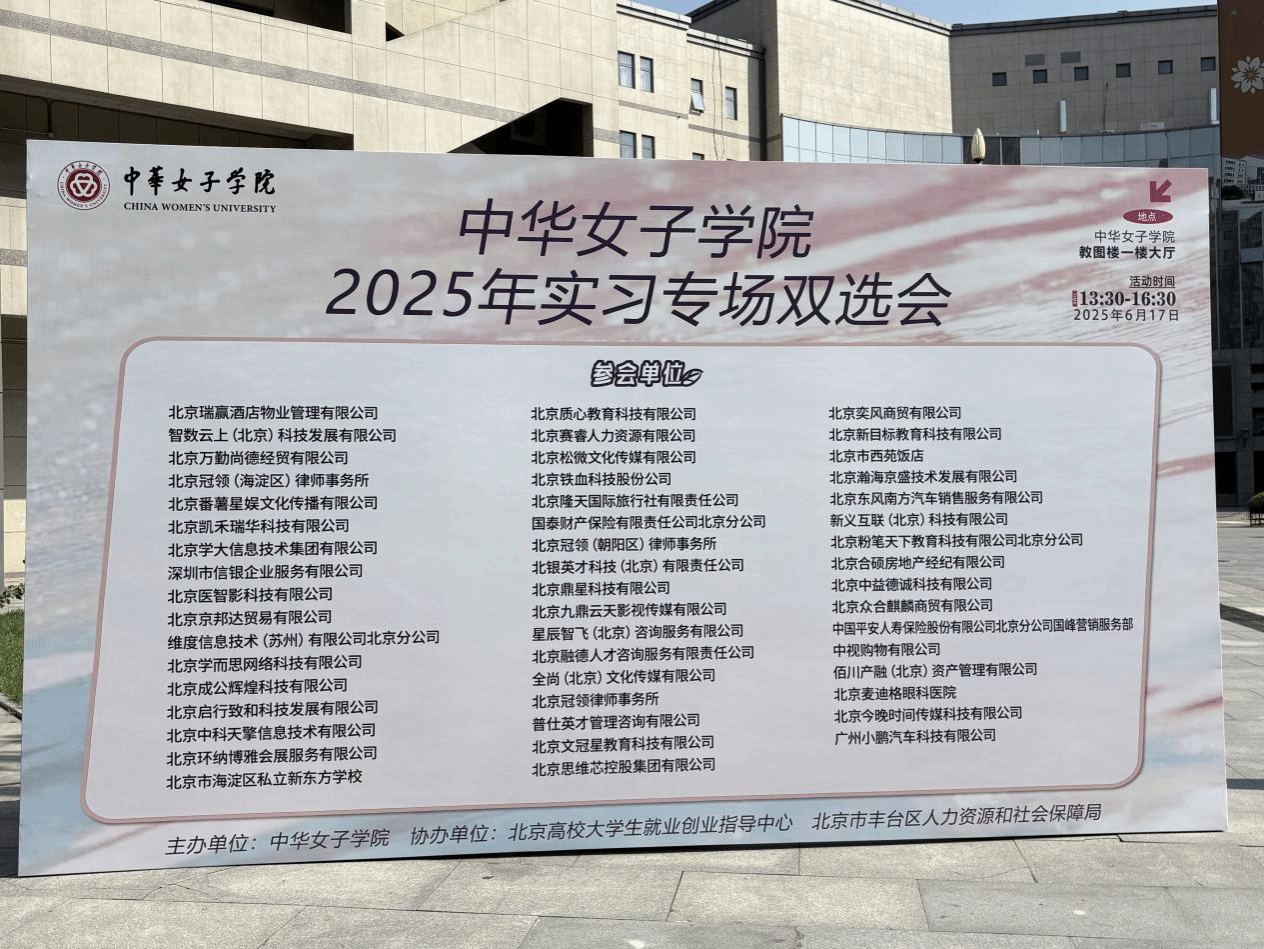 中華女子学院
CHINA WOMEN'S UNIVERSITY
中华女子学院
2025年实习专场双选会
地点
中华女子学院
教图楼一楼大厅
活动时间
13:30-16:30
2025年6月17日
参会单位
北京瑞赢酒店物业管理有限公司
智数云上（北京）科技发展有限公司
北京万勤尚德经贸有限公司
北京冠领（海淀区）律师事务所
北京番薯星娱文化传播有限公司
北京凯禾瑞华科技有限公司
北京学大信息技术集团有限公司
深圳市信银企业服务有限公司
北京医智影科技有限公司
北京京邦达贸易有限公司
维度信息技术（苏州）有限公司北京分公司
北京学而思网络科技有限公司
北京成公辉煌科技有限公司
北京启行致和科技发展有限公司
北京中科天擎信息技术有限公司
北京环纳博雅会展服务有限公司
北京市海淀区私立新东方学校
北京质心教育科技有限公司
北京赛睿人力资源有限公司
北京松微文化传媒有限公司
北京铁血科技股份公司
北京隆天国际旅行社有限责任公司
国泰财产保险有限责任公司北京分公司
北京冠领（朝阳区）律师事务所
北银英才科技（北京）有限责任公司
北京鼎星科技有限公司
北京九鼎云天影视传媒有限公司
星辰智飞（北京）咨询服务有限公司
北京融德人才咨询服务有限责任公司
全尚（北京）文化传媒有限公司
北京冠领律师事务所
普仕英才管理咨询有限公司
北京文冠星教育科技有限公司
北京思维芯控股集团有限公司
北京奕风商贸有限公司
北京新目标教育科技有限公司
北京市西苑饭店
北京瀚海京盛技术发展有限公司
北京东风南方汽车销售服务有限公司
新义互联（北京）科技有限公司
北京粉笔天下教育科技有限公司北京分公司
北京合硕房地产经纪有限公司
北京中益德诚科技有限公司
北京众合麒麟商贸有限公司
中国平安人寿保险股份有限公司北京分公司国峰营销服务部
中视购物有限公司
佰川产融（北京）资产管理有限公司
北京麦迪格眼科医院
北京今晚时间传媒科技有限公司
广州小鹏汽车科技有限公司
主办单位：中华女子学院 协办单位：北京高校大学生就业创业指导中心 北京市丰台区人力资源和社会保障局